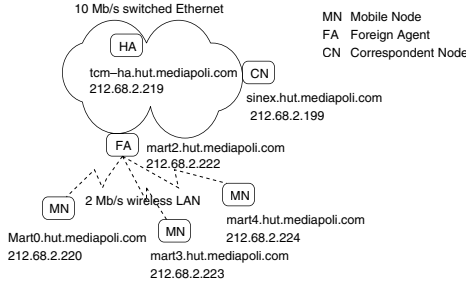 10 Mb/s switched Ethernet
MN Mobile Node
FA Foreign Agent
CN Correspondent Node
HA
tcm–ha.hut.mediapoli.com
212.68.2.219
CN
sinex.hut.mediapoli.com
212.68.2.199
FA
mart2.hut.mediapoli.com
212.68.2.222
2 Mb/s wireless LAN
MN
Mart0.hut.mediapoli.com
212.68.2.220
MN
mart3.hut.mediapoli.com
212.68.2.223
MN
mart4.hut.mediapoli.com
212.68.2.224